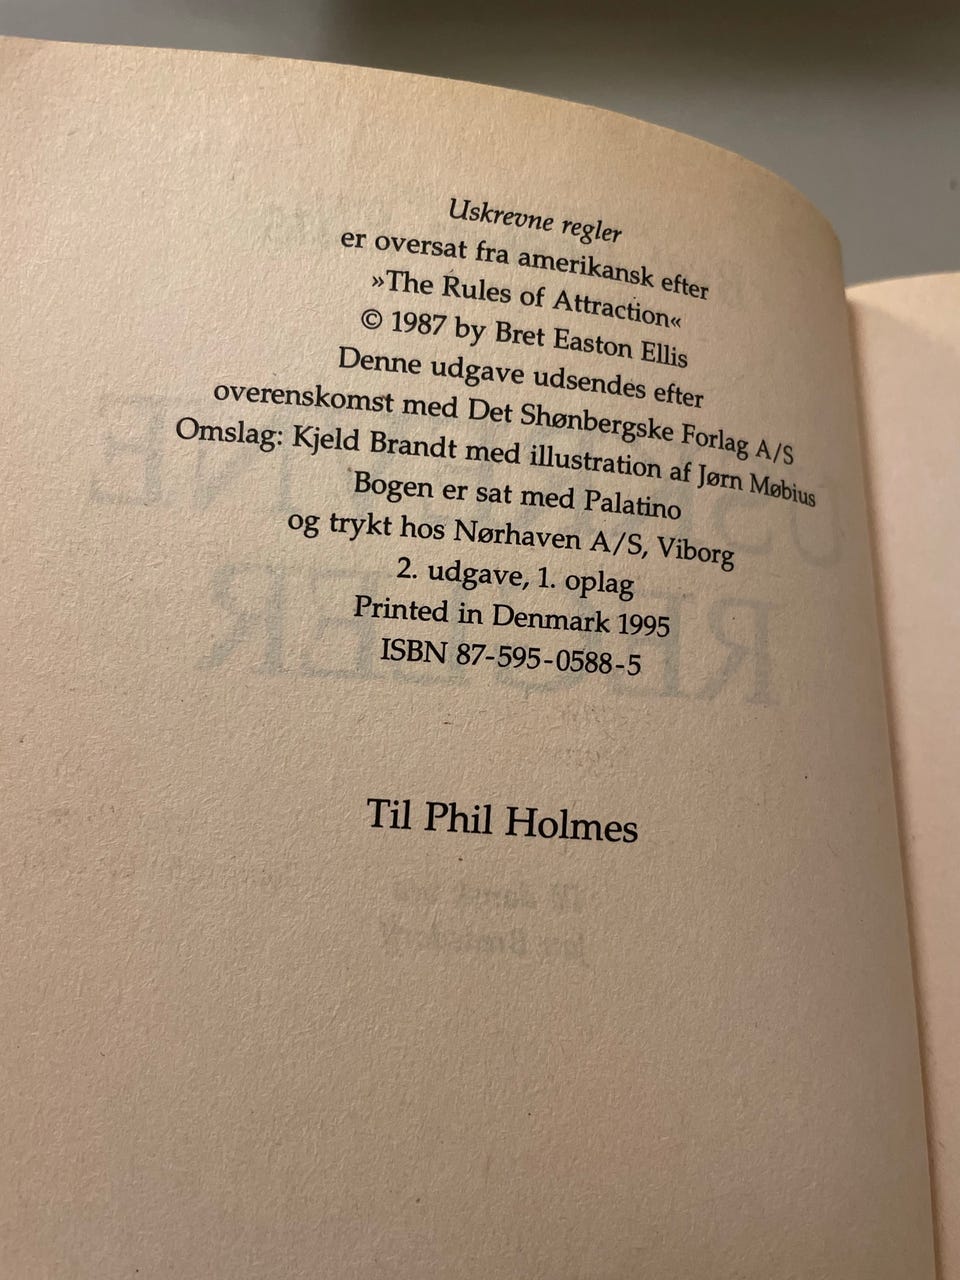 Uskrevne regler
er oversat fra amerikansk efter
»The Rules of Attraction«
© 1987 by Bret Easton Ellis
Denne udgave udsendes efter
overenskomst med Det Shønbergske Forlag A/S
Omslag: Kjeld Brandt med illustration af Jørn Møbius
Bogen er sat med Palatino
og trykt hos Nørhaven A/S, Viborg
2. udgave, 1. oplag
Printed in Denmark 1995
ISBN 87-595-0588-5
Til Phil Holmes